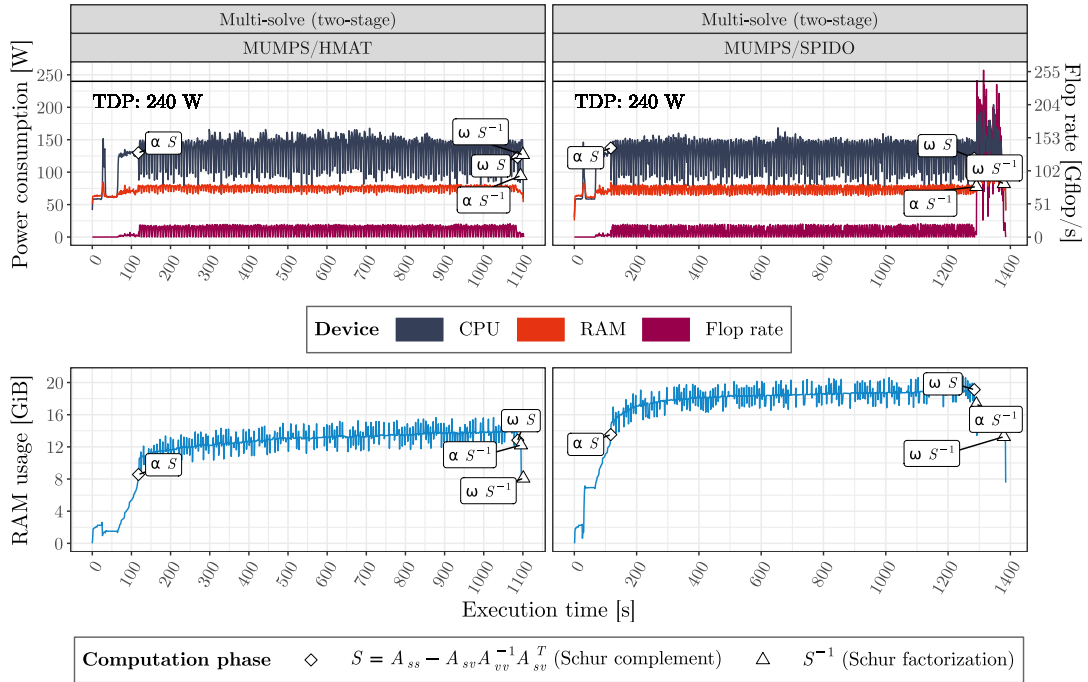 Multi-solve (two-stage)
Multi-solve (two-stage)
MUMPS/HMAT
MUMPS/SPIDO
Power consumption [W]
250
200
150
100
50
0
TDP: 240 W
α S
ω S⁻¹
ω S
α S⁻¹
TDP: 240 W
α S
ω S
ω S⁻¹
α S⁻¹
255
204
153
102
51
0
Flop rate [Gflop/s]
0 100 200 300 400 500 600 700 800 900 1000 1100
0 200 400 600 800 1000 1200 1400
Device CPU RAM Flop rate
RAM usage [GiB]
20
16
12
8
4
0
α S
ω S
α S⁻¹
ω S⁻¹
α S
ω S
α S⁻¹
ω S⁻¹
0 100 200 300 400 500 600 700 800 900 1000 1100
0 200 400 600 800 1000 1200 1400
Execution time [s]
Computation phase ◇ S = A_ss − A_sv A_vv⁻¹ A_sv^T (Schur complement) △ S⁻¹ (Schur factorization)